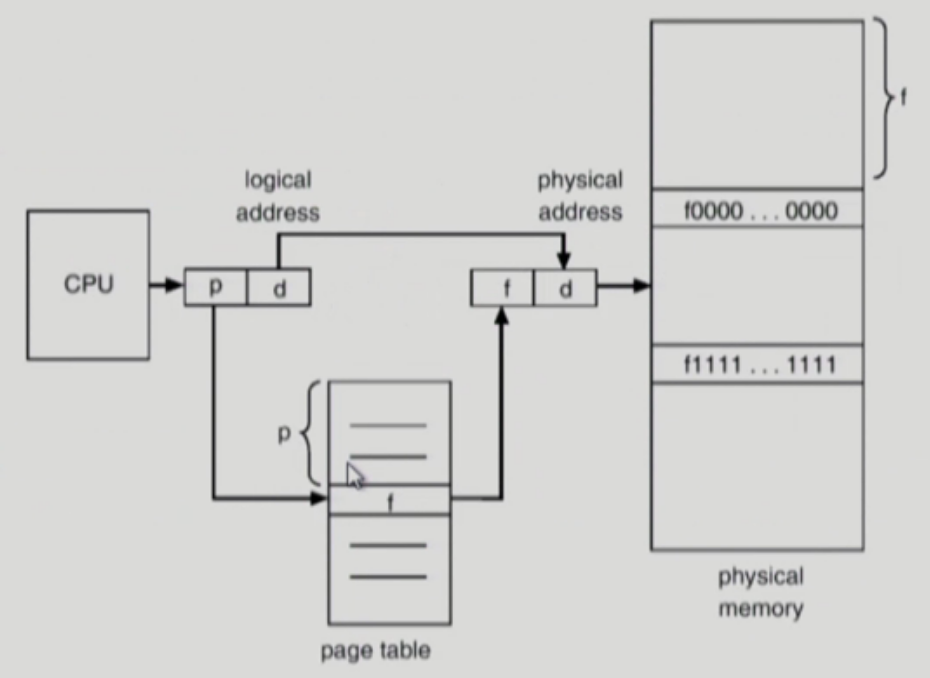 f
logical
address
physical
address
f0000 . . . 0000
CPU
p
d
f
d
f1111 . . . 1111
p
f
physical
memory
page table